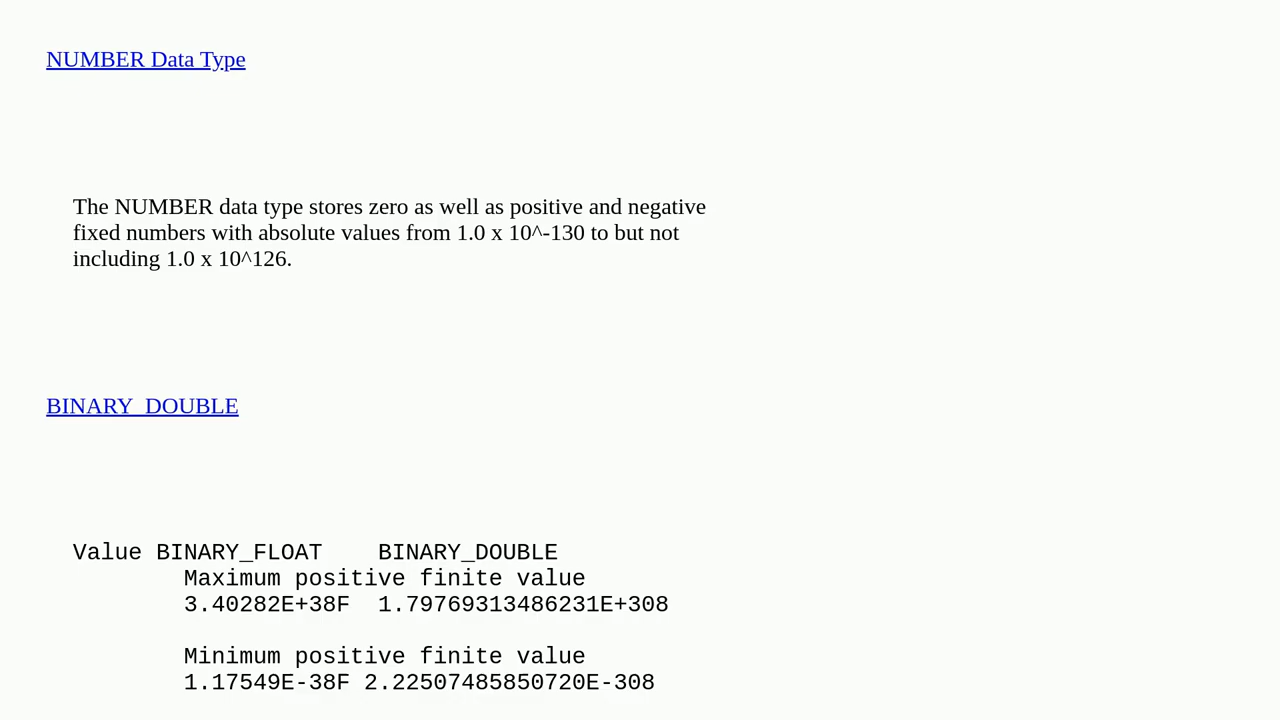 NUMBER Data Type
The NUMBER data type stores zero as well as positive and negative
fixed numbers with absolute values from 1.0 x 10^-130 to but not
including 1.0 x 10^126.
BINARY_DOUBLE
Value BINARY_FLOAT    BINARY_DOUBLE
Maximum positive finite value
3.40282E+38F  1.79769313486231E+308
Minimum positive finite value
1.17549E-38F 2.22507485850720E-308